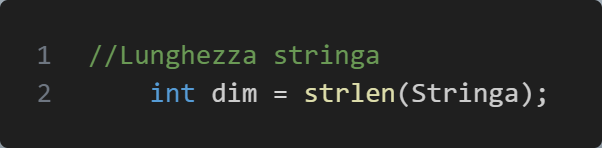 1 //Lunghezza stringa
2 int dim = strlen(Stringa);